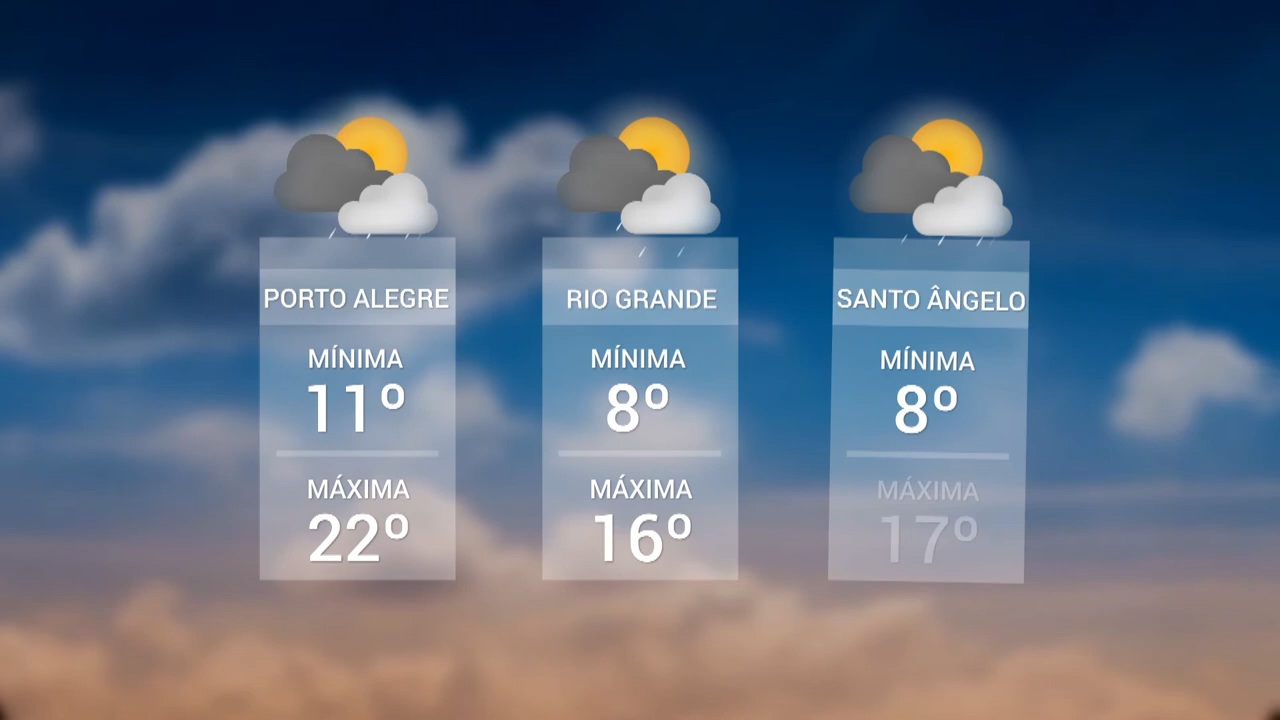 PORTO ALEGRE
MÍNIMA
11º
MÁXIMA
22º
RIO GRANDE
MÍNIMA
8º
MÁXIMA
16º
SANTO ÂNGELO
MÍNIMA
8º
MÁXIMA
17º